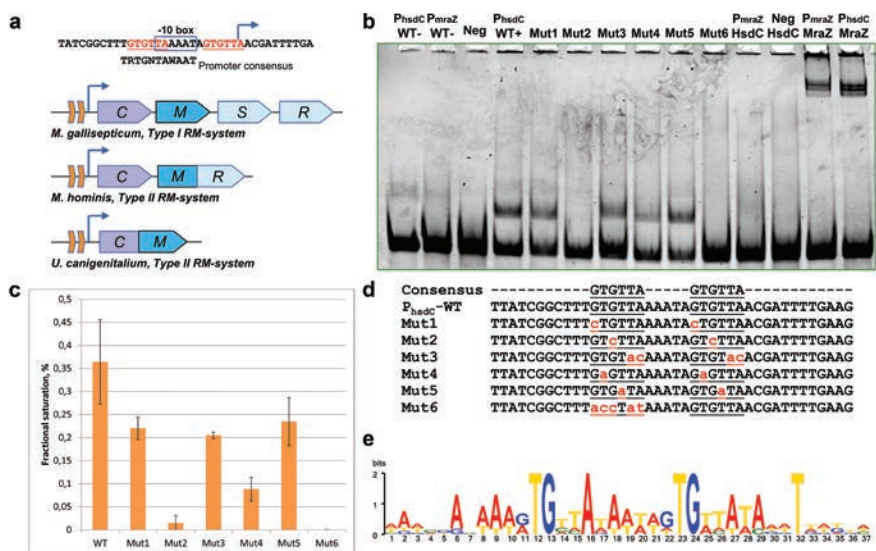 a
-10 box
TATCGGCTTTGTGTTAAAATAGTGTTAACGATTTTGA
TRTGNTAWAAT Promoter consensus
C M S R
M. gallisepticum, Type I RM-system
C M R
M. hominis, Type II RM-system
C M
U. canigenitalium, Type II RM-system
b
PhsdC PmraZ PhsdC PmraZ Neg PmraZ PhsdC
WT- WT- Neg WT+ Mut1 Mut2 Mut3 Mut4 Mut5 Mut6 HsdC HsdC MraZ MraZ
c
Fractional saturation, %
0,5
0,45
0,4
0,35
0,3
0,25
0,2
0,15
0,1
0,05
0
WT Mut1 Mut2 Mut3 Mut4 Mut5 Mut6
d
Consensus ----------GTGTTA-----GTGTTA-------------
PhsdC-WT TTATCGGCTTTGTGTTAAAATAGTGTTAACGATTTTGAAG
Mut1 TTATCGGCTTTcTGTTAAAATAcTGTTAACGATTTTGAAG
Mut2 TTATCGGCTTTGTcTTAAAATAGTcTTAACGATTTTGAAG
Mut3 TTATCGGCTTTGTGTacAAATAGTGTacACGATTTTGAAG
Mut4 TTATCGGCTTTGaGTTAAAATAGaGTTAACGATTTTGAAG
Mut5 TTATCGGCTTTGTGaTAAAATAGTGaTAACGATTTTGAAG
Mut6 TTATCGGCTTTaccTatAAATAGTGTTAACGATTTTGAAG
e
bits
2
1
0
1 2 3 4 5 6 7 8 9 10 11 12 13 14 15 16 17 18 19 20 21 22 23 24 25 26 27 28 29 30 31 32 33 34 35 36 37